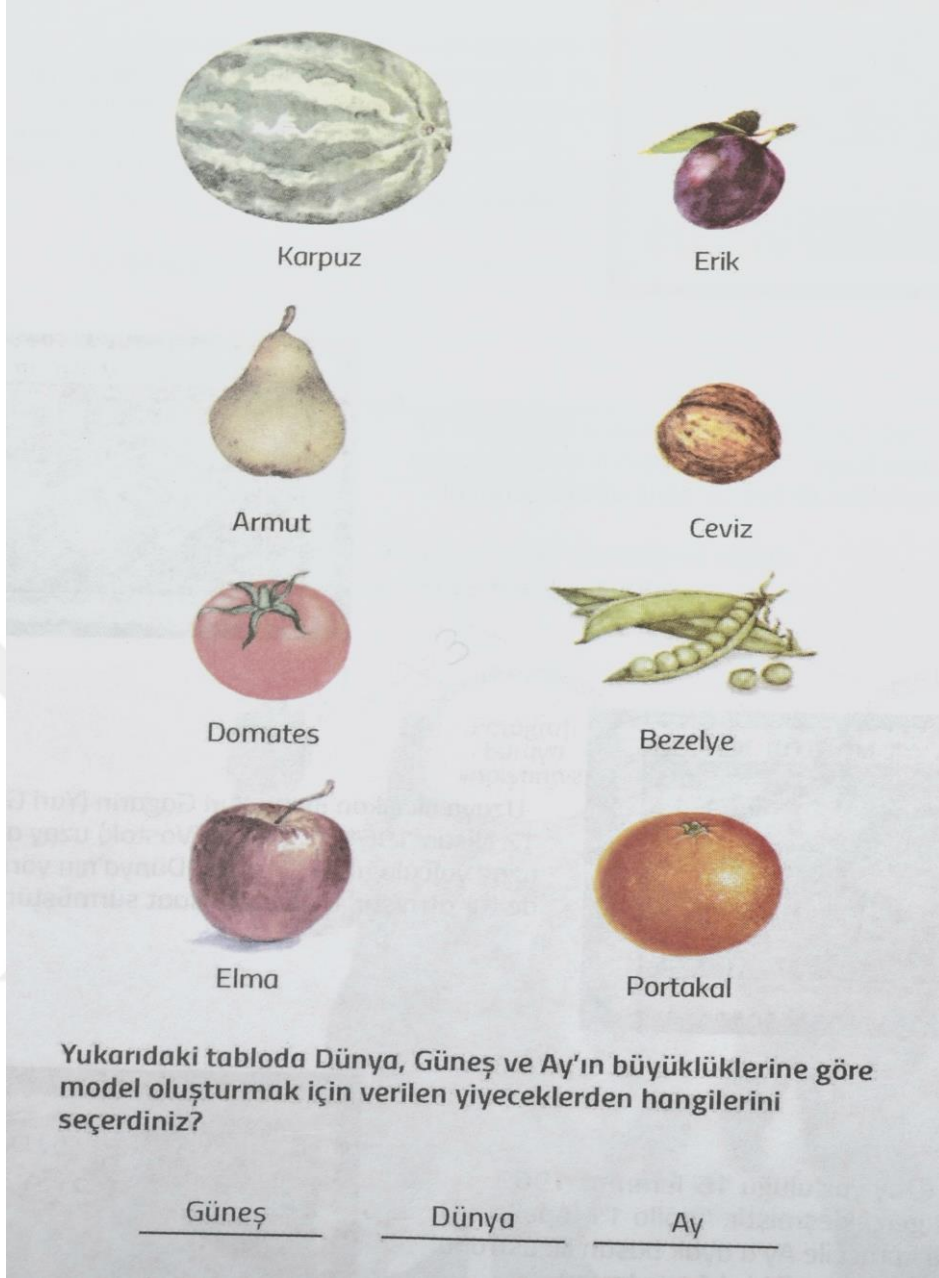 Karpuz
Erik
Armut
Ceviz
Domates
Bezelye
3
Elma
Portakal
Yukarıdaki tabloda Dünya, Güneş ve Ay'ın büyüklüklerine göre
model oluşturmak için verilen yiyeceklerden hangilerini
seçerdiniz?
Güneş
Dünya
Ay